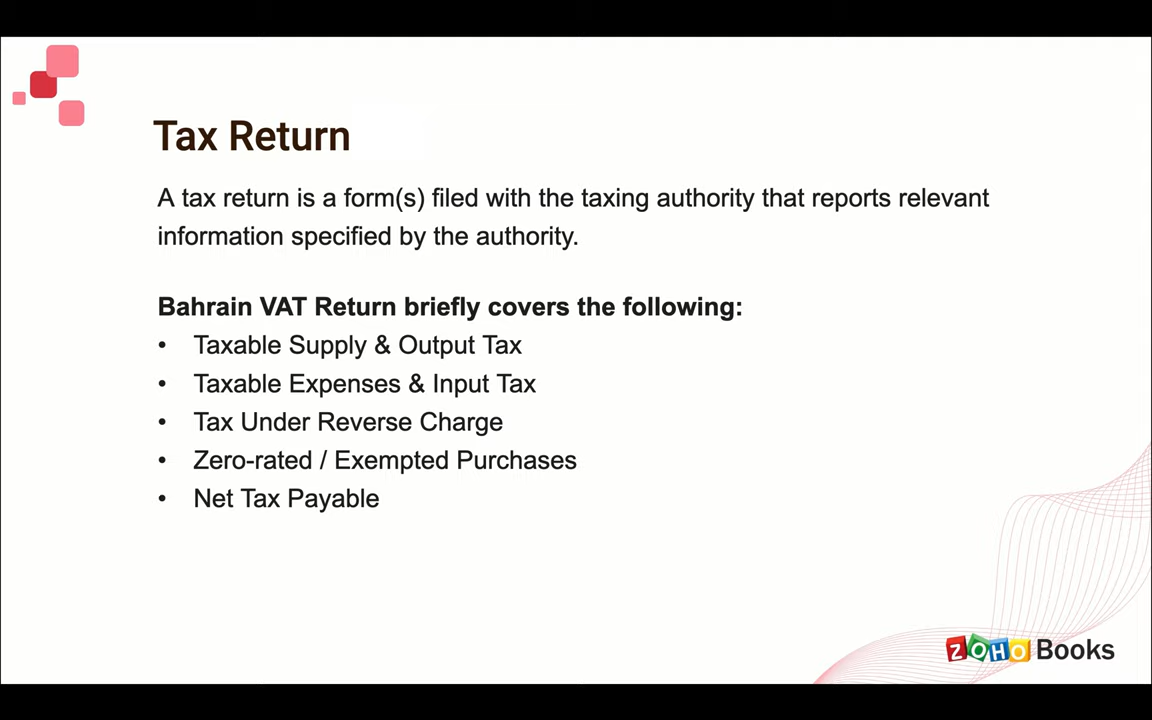 Tax Return
A tax return is a form(s) filed with the taxing authority that reports relevant
information specified by the authority.
Bahrain VAT Return briefly covers the following:
• Taxable Supply & Output Tax
• Taxable Expenses & Input Tax
• Tax Under Reverse Charge
• Zero-rated / Exempted Purchases
• Net Tax Payable
ZOHO Books